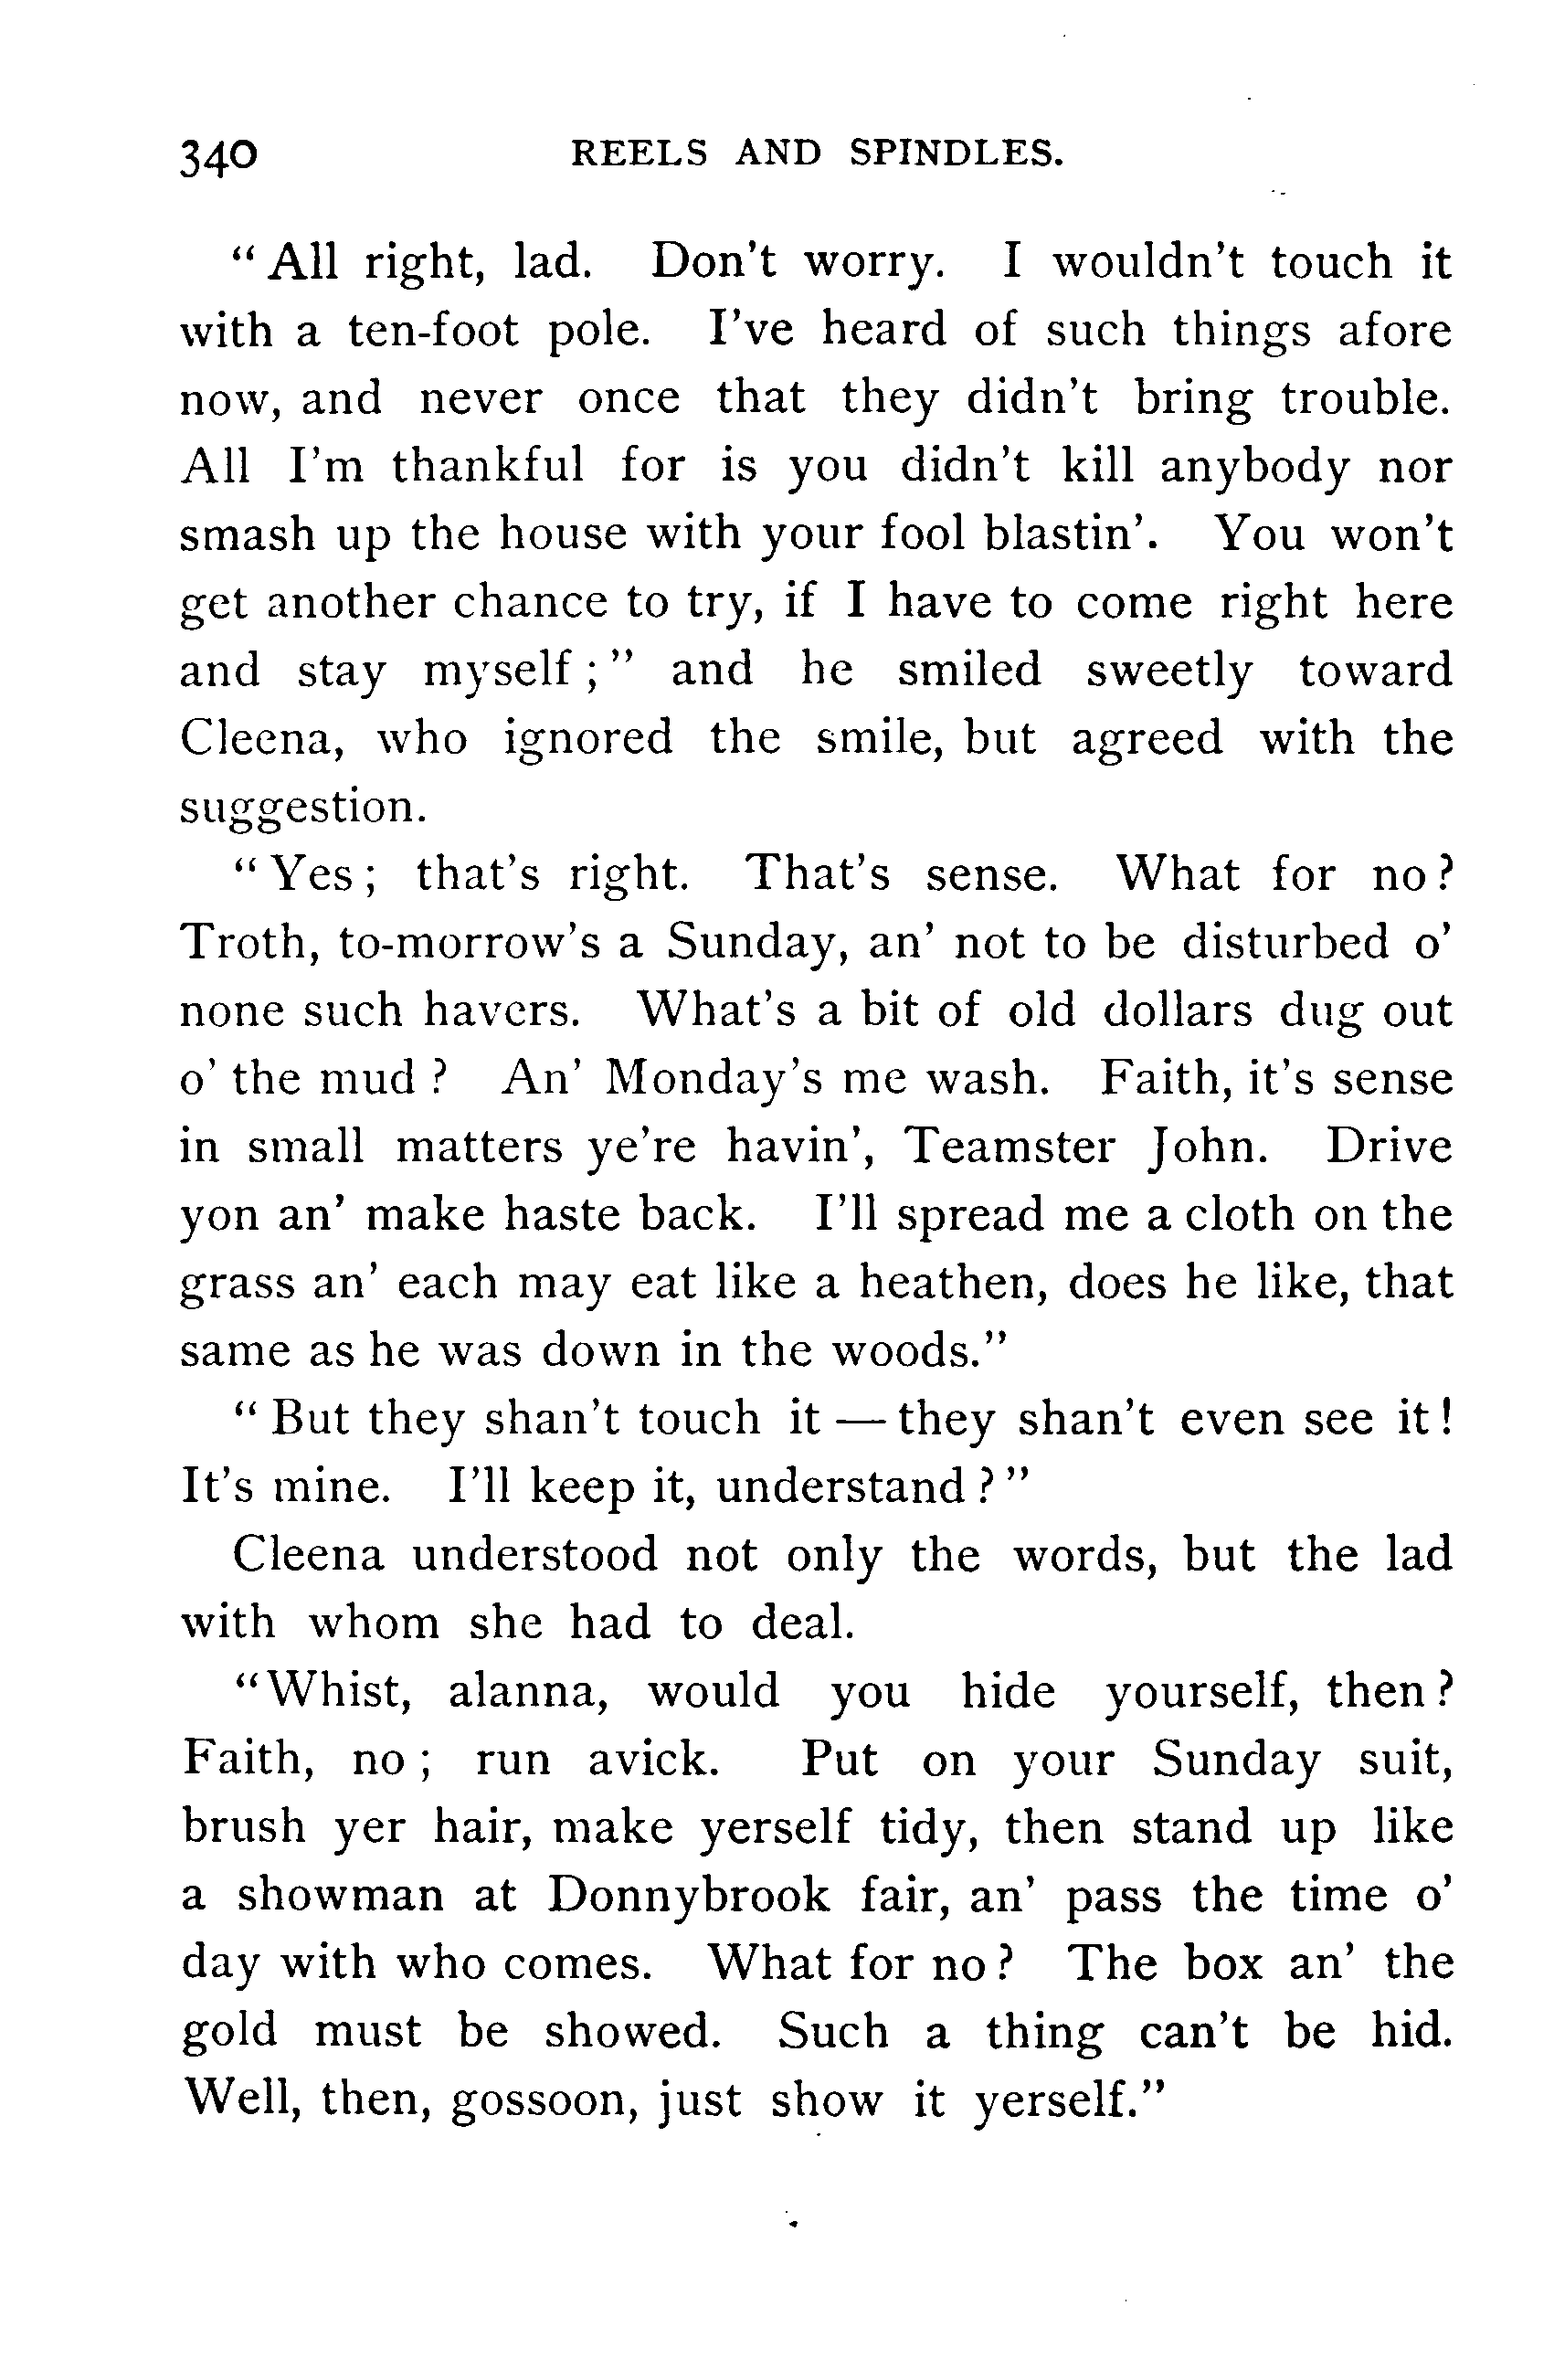 340 REELS AND SPINDLES.
“All right, lad. Don’t worry. I wouldn’t touch it
with a ten-foot pole. I’ve heard of such things afore
now, and never once that they didn’t bring trouble.
All I’m thankful for is you didn’t kill anybody nor
smash up the house with your fool blastin’. You won’t
get another chance to try, if I have to come right here
and stay myself;” and he smiled sweetly toward
Cleena, who ignored the smile, but agreed with the
suggestion.
“Yes; that’s right. That’s sense. What for no?
Troth, to-morrow’s a Sunday, an’ not to be disturbed o’
none such havers. What’s a bit of old dollars dug out
o’ the mud? An’ Monday’s me wash. Faith, it’s sense
in small matters ye’re havin’, Teamster John. Drive
yon an’ make haste back. I’ll spread me a cloth on the
grass an’ each may eat like a heathen, does he like, that
same as he was down in the woods.”
“But they shan’t touch it — they shan’t even see it!
It’s mine. I’ll keep it, understand?”
Cleena understood not only the words, but the lad
with whom she had to deal.
“Whist, alanna, would you hide yourself, then?
Faith, no; run avick. Put on your Sunday suit,
brush yer hair, make yerself tidy, then stand up like
a showman at Donnybrook fair, an’ pass the time o’
day with who comes. What for no? The box an’ the
gold must be showed. Such a thing can’t be hid.
Well, then, gossoon, just show it yerself.”